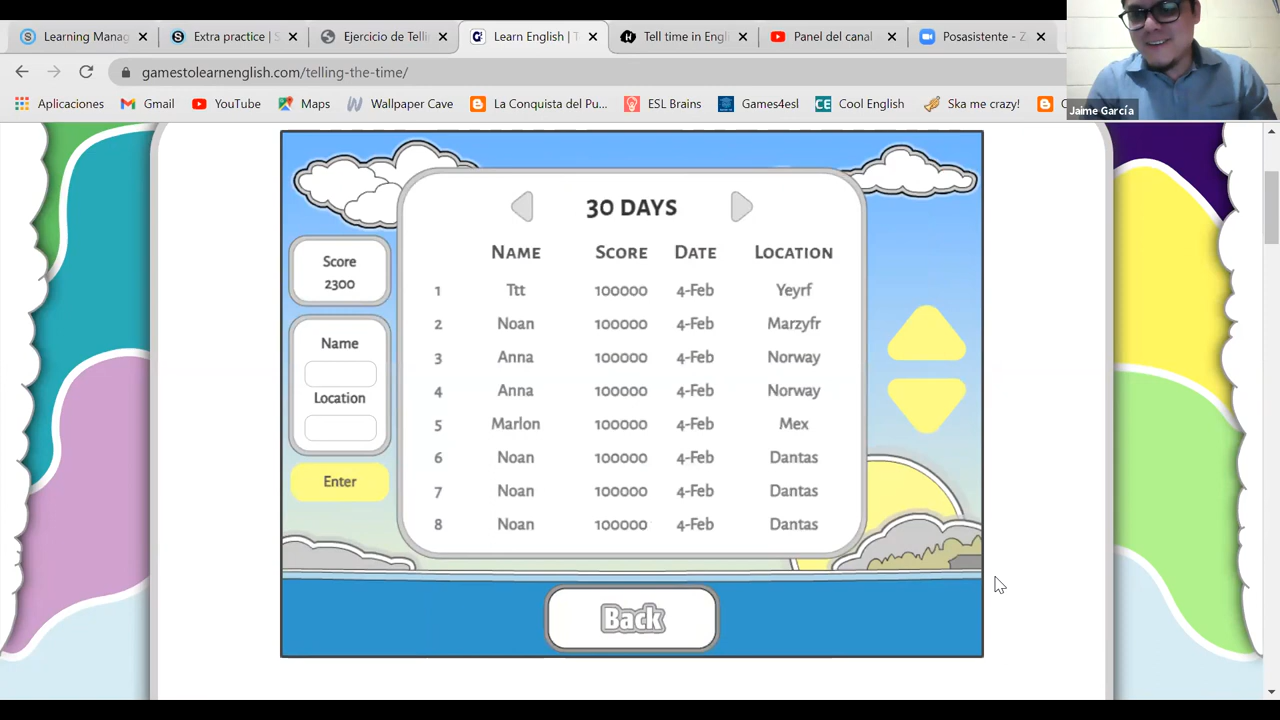 Learning Manag
Extra practice | S
Ejercicio de Telli
Learn English | T
Tell time in Engli
Panel del canal
Posasistente - Z
gamestolearnenglish.com/telling-the-time/
Aplicaciones
Gmail
YouTube
Maps
Wallpaper Cave
La Conquista del Pu...
ESL Brains
Games4esl
Cool English
Ska me crazy!
Jaime García
30 DAYS
NAME SCORE DATE LOCATION
1 Ttt 100000 4-Feb Yeyrf
2 Noan 100000 4-Feb Marzyfr
3 Anna 100000 4-Feb Norway
4 Anna 100000 4-Feb Norway
5 Marlon 100000 4-Feb Mex
6 Noan 100000 4-Feb Dantas
7 Noan 100000 4-Feb Dantas
8 Noan 100000 4-Feb Dantas
Score
2300
Name
Location
Enter
Back